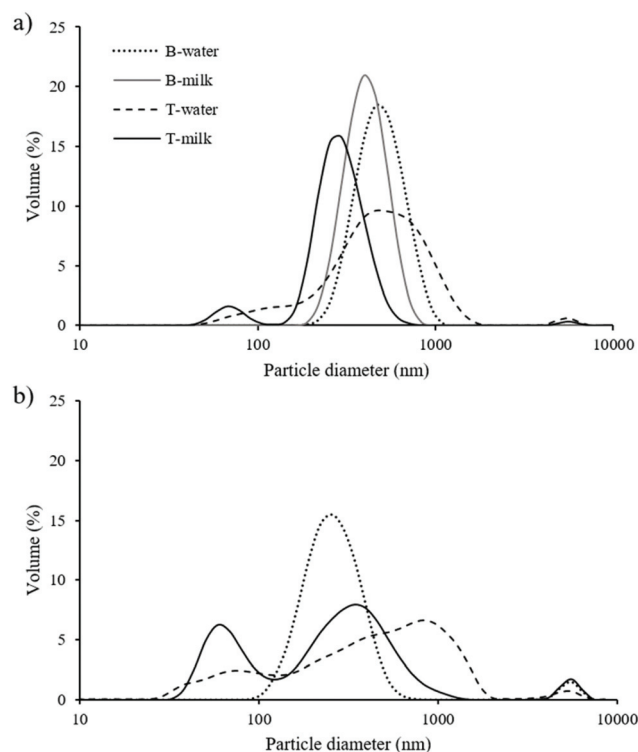 a)
25
20
15
10
5
0
Volume (%)
B-water
B-milk
T-water
T-milk
10 100 1000 10000
Particle diameter (nm)
b)
25
20
15
10
5
0
Volume (%)
10 100 1000 10000
Particle diameter (nm)